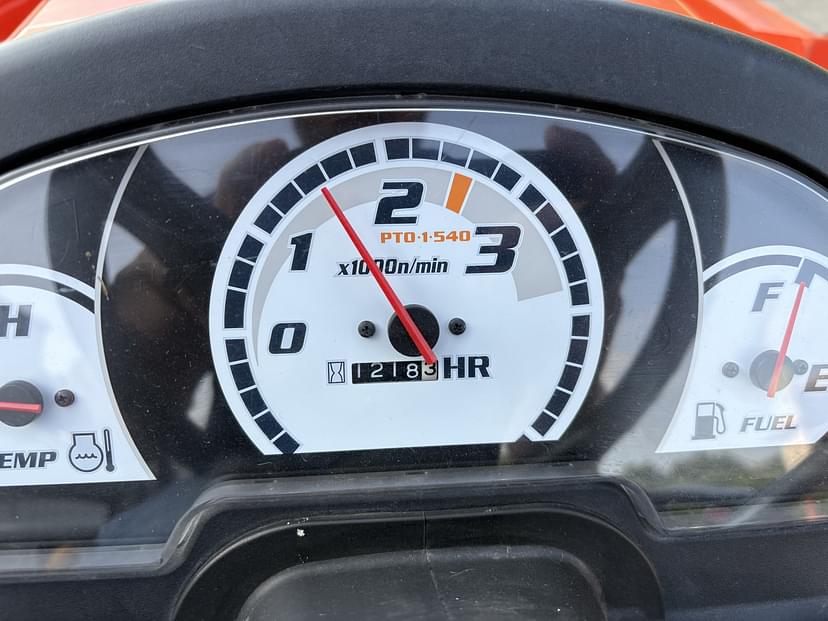 0 1 2 3
PTO-1-540
x1000n/min
12183 HR
H
EMP
F
E
FUEL